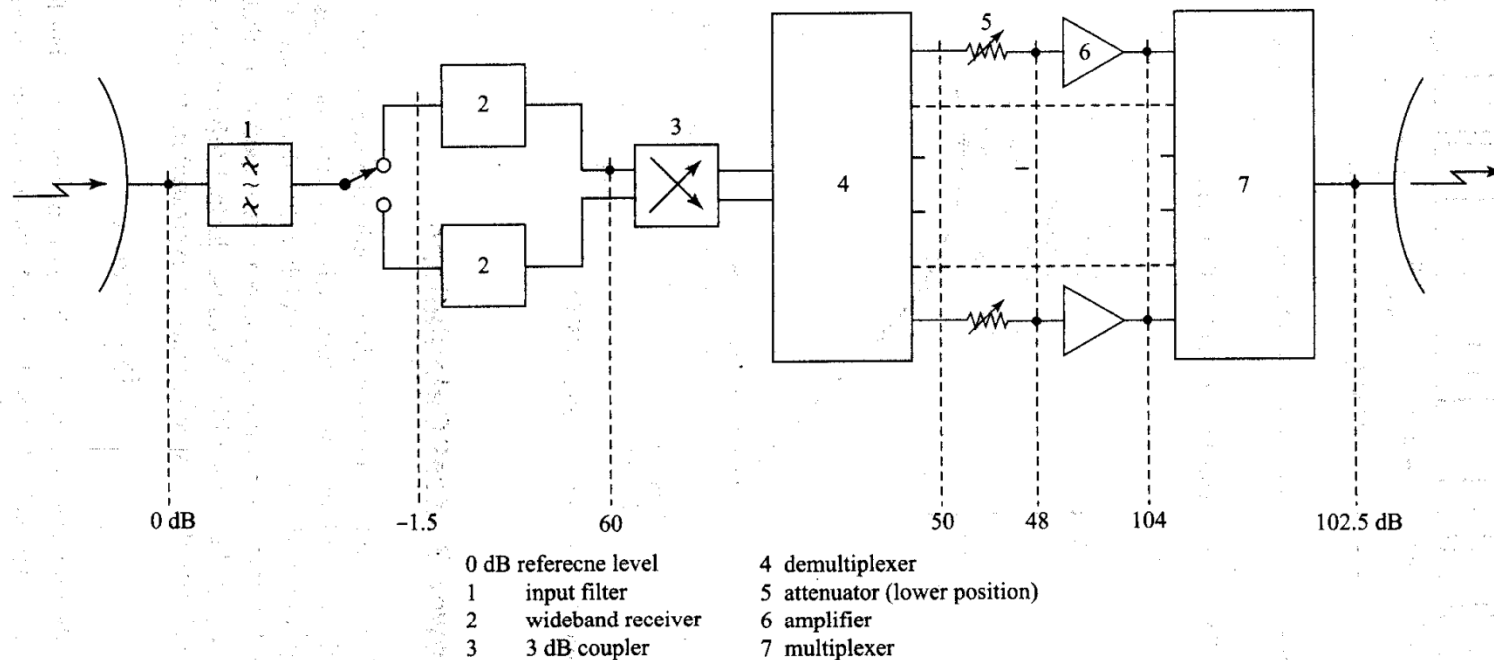 5
6
2
1
3
4
7
2
0 dB
−1.5
60
50
48
104
102.5 dB
0 dB referecne level
1 input filter
2 wideband receiver
3 3 dB coupler
4 demultiplexer
5 attenuator (lower position)
6 amplifier
7 multiplexer